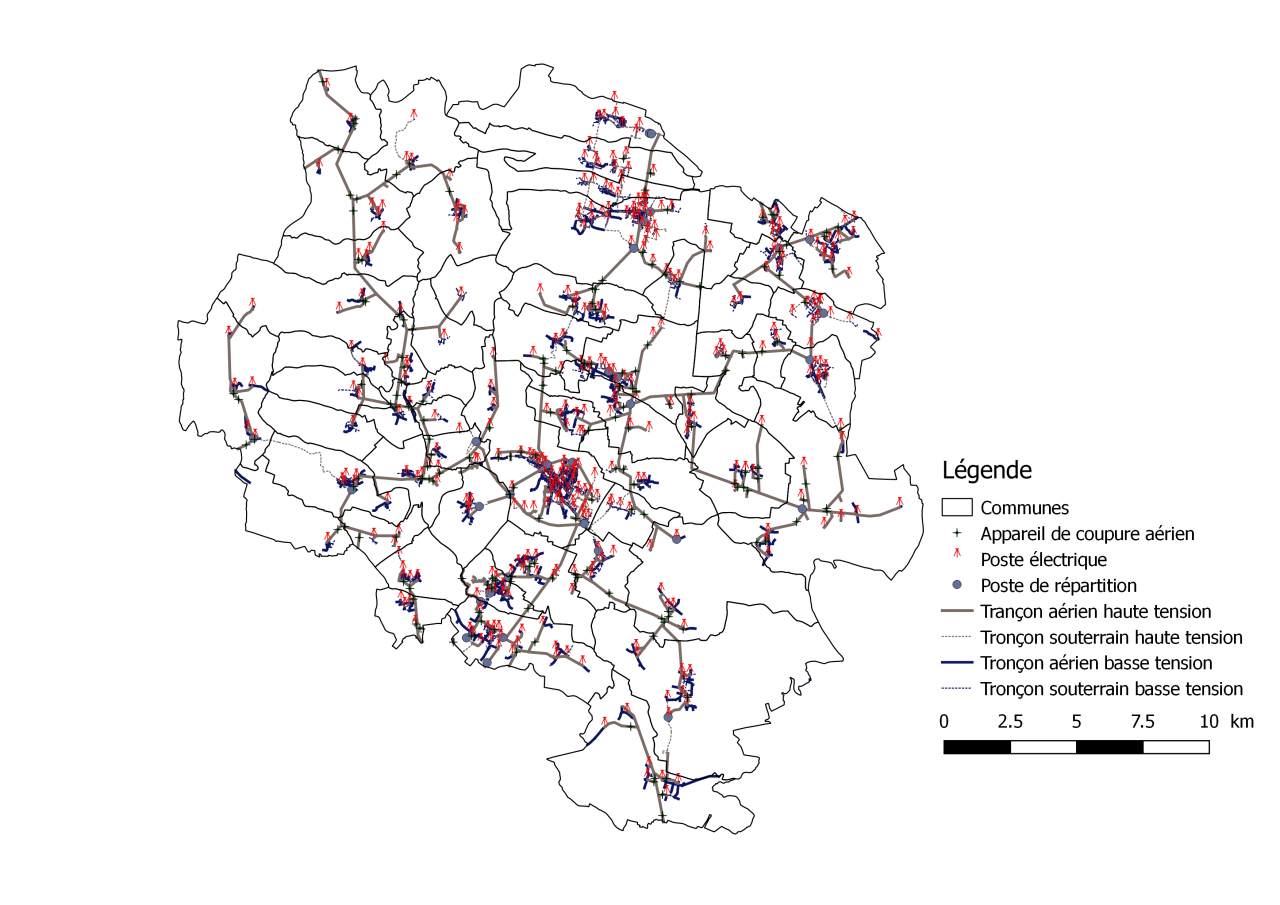 Légende
Communes
Appareil de coupure aérien
Poste électrique
Poste de répartition
Trançon aérien haute tension
Tronçon souterrain haute tension
Tronçon aérien basse tension
Tronçon souterrain basse tension
0 2.5 5 7.5 10 km